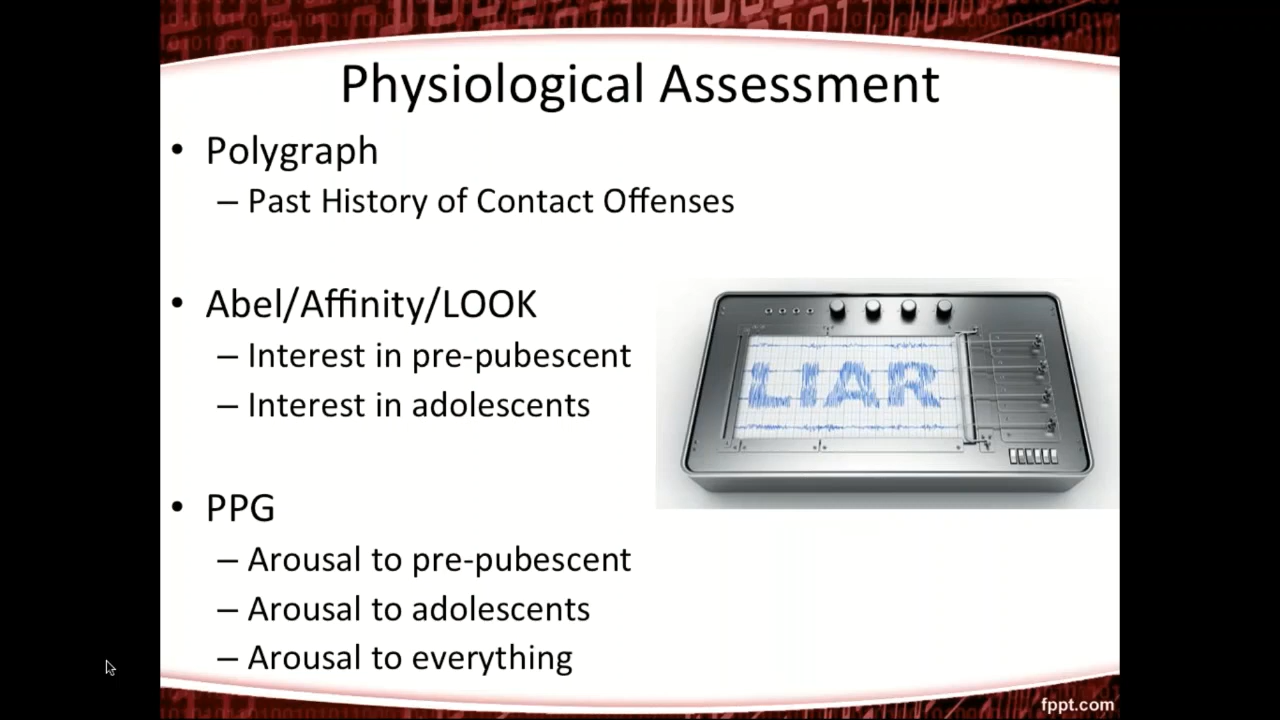 Physiological Assessment
• Polygraph
– Past History of Contact Offenses
• Abel/Affinity/LOOK
– Interest in pre-pubescent
– Interest in adolescents
LIAR
• PPG
– Arousal to pre-pubescent
– Arousal to adolescents
– Arousal to everything
fppt.com